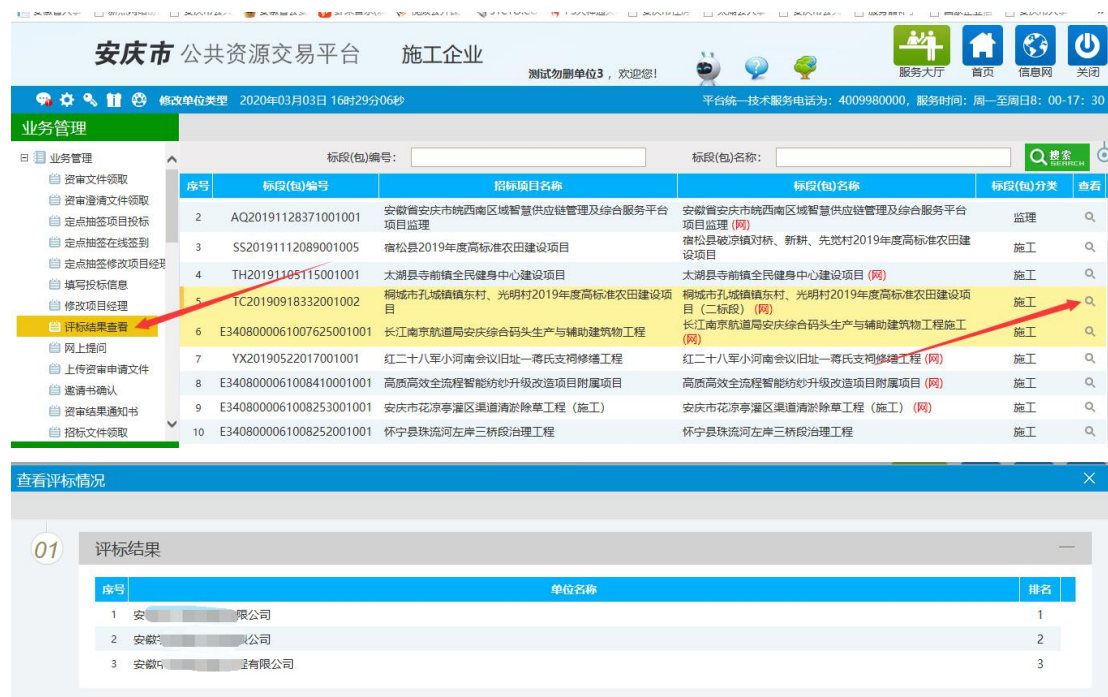 安庆市 公共资源交易平台 施工企业
测试勿删单位3，欢迎您!
服务大厅 首页 信息网 关闭
修改单位类型 2020年03月03日 16时29分06秒
平台统一技术服务电话为：4009980000，服务时间：周一至周日8：00-17：30
业务管理
业务管理
资审文件领取
资审澄清文件领取
定点抽签项目投标
定点抽签在线签到
定点抽签修改项目经理
填写投标信息
修改项目经理
评标结果查看
网上提问
上传资审申请文件
邀请书确认
资审结果通知书
招标文件领取
标段(包)编号： 标段(包)名称： 搜索 SEARCH
序号 标段(包)编号 招标项目名称 标段(包)名称 标段(包)分类 查看
2 AQ20191128371001001 安徽省安庆市皖西南区域智慧供应链管理及综合服务平台项目监理 安徽省安庆市皖西南区域智慧供应链管理及综合服务平台项目监理 (网) 监理
3 SS20191112089001005 宿松县2019年度高标准农田建设项目 宿松县破凉镇对桥、新耕、先觉村2019年度高标准农田建设项目 施工
4 TH20191105115001001 太湖县寺前镇全民健身中心建设项目 太湖县寺前镇全民健身中心建设项目 (网) 施工
5 TC20190918332001002 桐城市孔城镇镇东村、光明村2019年度高标准农田建设项目 桐城市孔城镇镇东村、光明村2019年度高标准农田建设项目（二标段） (网) 施工
6 E3408000061007625001001 长江南京航道局安庆综合码头生产与辅助建筑物工程 长江南京航道局安庆综合码头生产与辅助建筑物工程施工 (网) 施工
7 YX20190522017001001 红二十八军小河南会议旧址—蒋氏支祠修缮工程 红二十八军小河南会议旧址—蒋氏支祠修缮工程 (网) 施工
8 E3408000061008410001001 高质高效全流程智能纺纱升级改造项目附属项目 高质高效全流程智能纺纱升级改造项目附属项目 (网) 施工
9 E3408000061008253001001 安庆市花凉亭灌区渠道清淤除草工程（施工） 安庆市花凉亭灌区渠道清淤除草工程（施工） (网) 施工
10 E3408000061008252001001 怀宁县珠流河左岸三桥段治理工程 怀宁县珠流河左岸三桥段治理工程 施工
查看评标情况
01 评标结果
序号 单位名称 排名
1 安 限公司 1
2 安徽 公司 2
3 安徽 有限公司 3